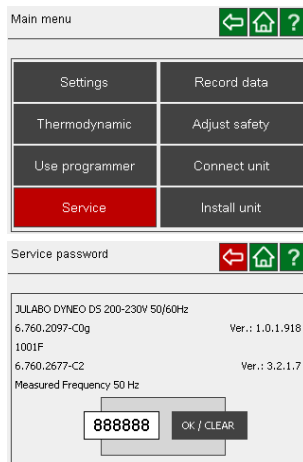 Main menu
?
Settings
Record data
Thermodynamic
Adjust safety
Use programmer
Connect unit
Service
Install unit
Service password
?
JULABO DYNEO DS 200-230V 50/60Hz
6.760.2097-C0g
Ver.: 1.0.1.918
1001F
6.760.2677-C2
Ver.: 3.2.1.7
Measured Frequency 50 Hz
888888
OK / CLEAR